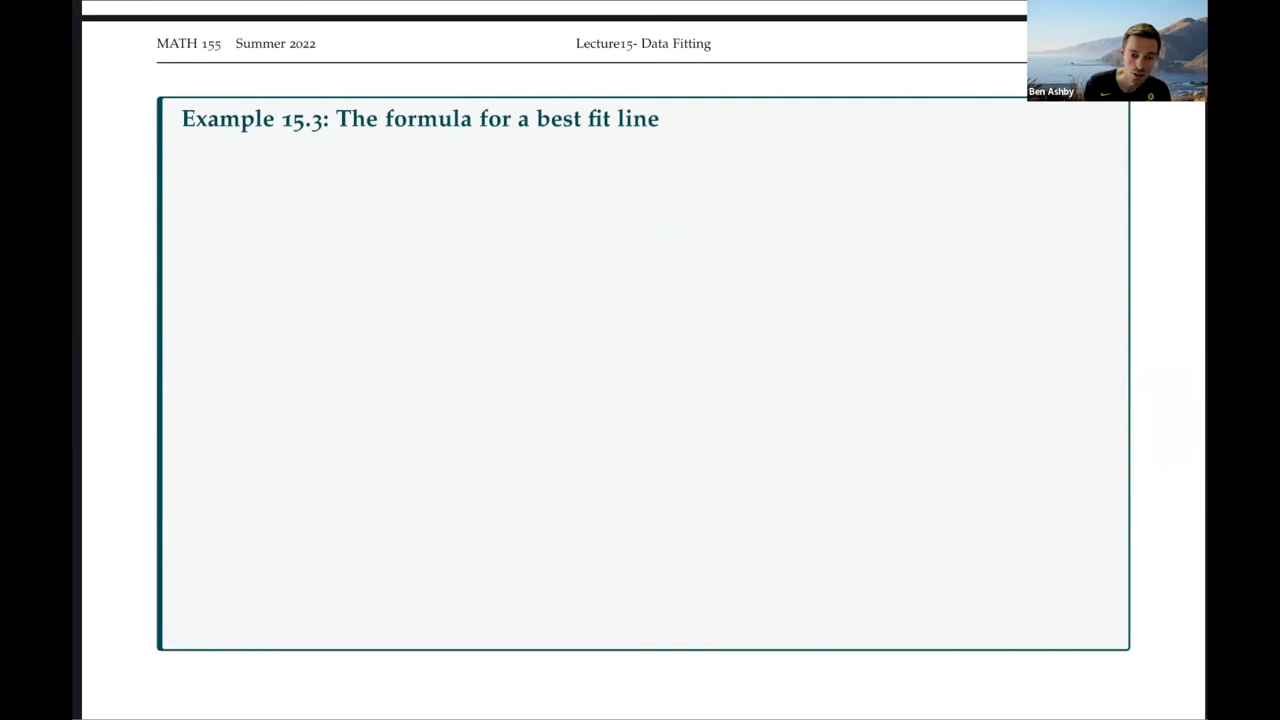 MATH 155 Summer 2022
Lecture15- Data Fitting
Ben Ashby
Example 15.3: The formula for a best fit line